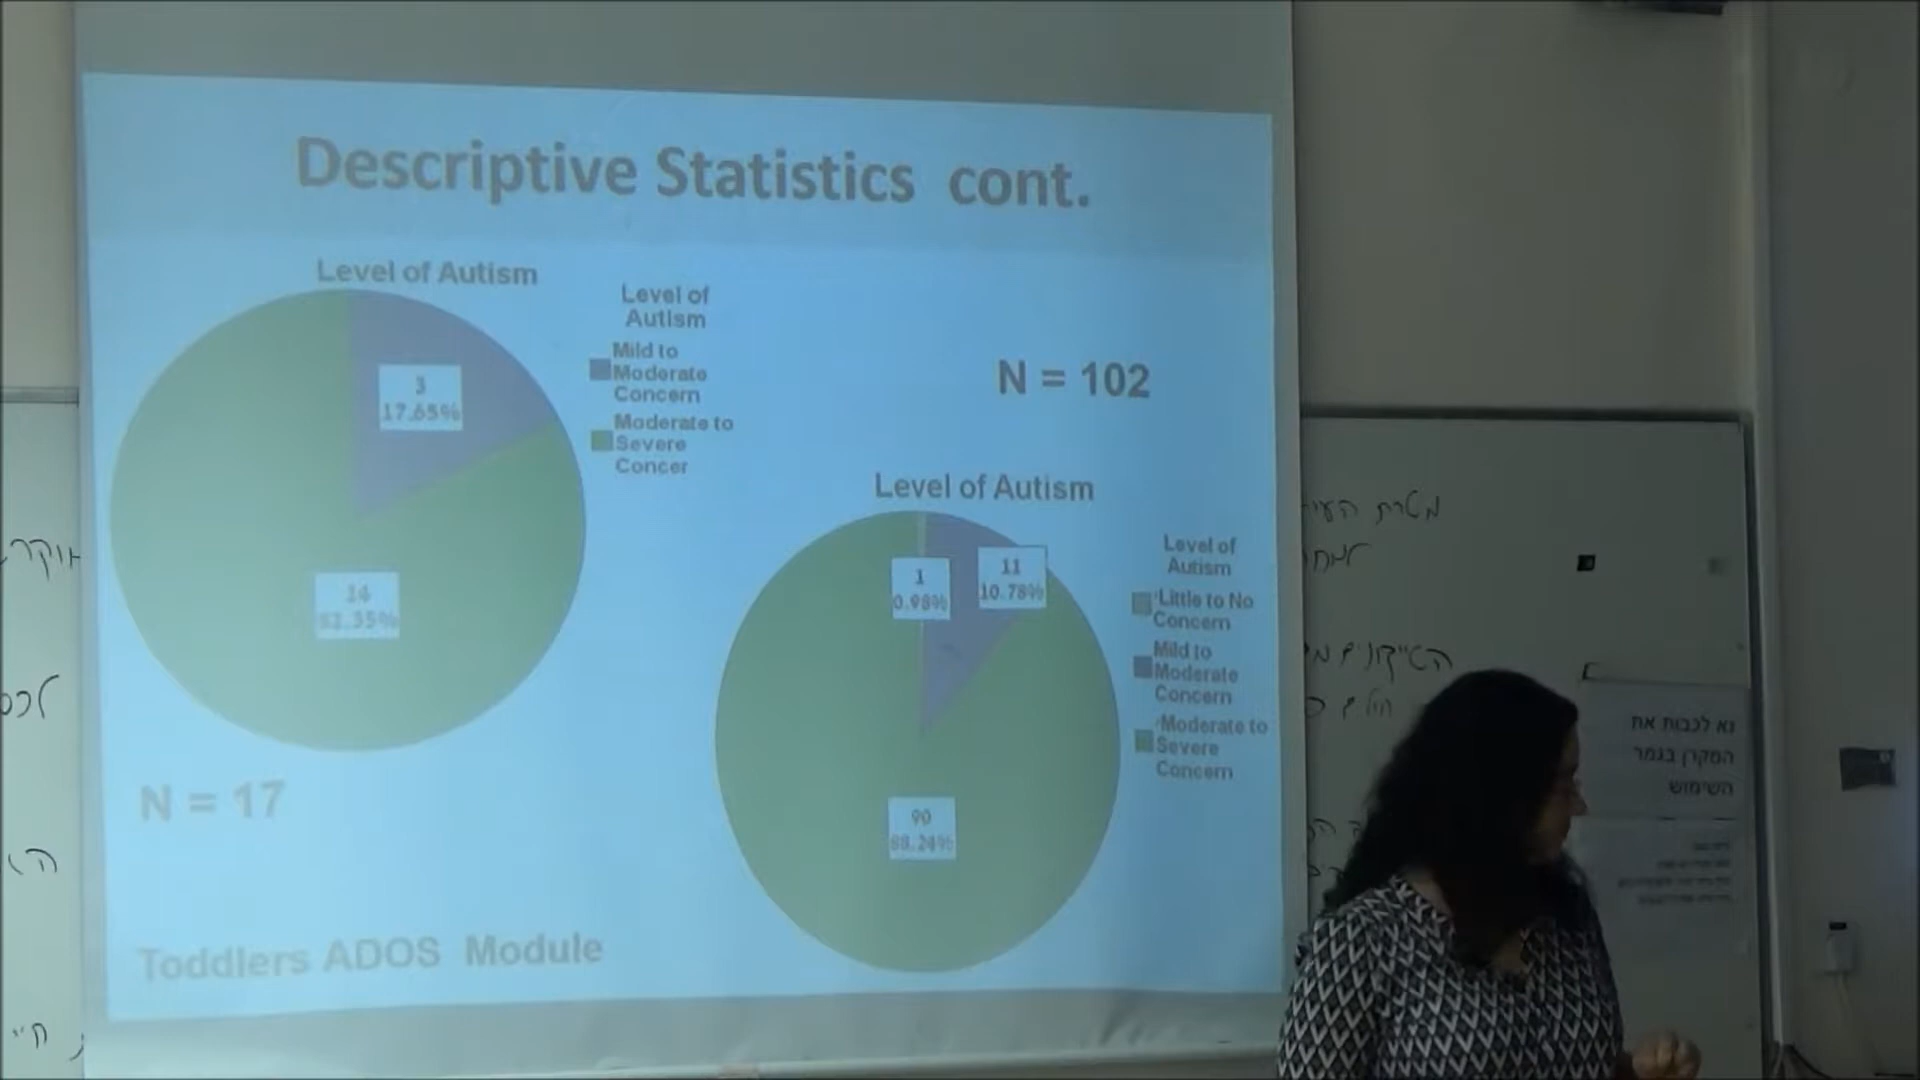 Descriptive Statistics cont.
Level of Autism
Level of
Autism
Mild to
Moderate
Concern
Moderate to
Severe
Concer
3
17.65%
14
82.35%
N = 17
Toddlers ADOS Module
N = 102
Level of Autism
Level of
Autism
Little to No
Concern
Mild to
Moderate
Concern
Moderate to
Severe
Concern
1
0.98%
11
10.78%
90
88.24%
מטרת
נא לכבות את
המקרן בגמר
השימוש